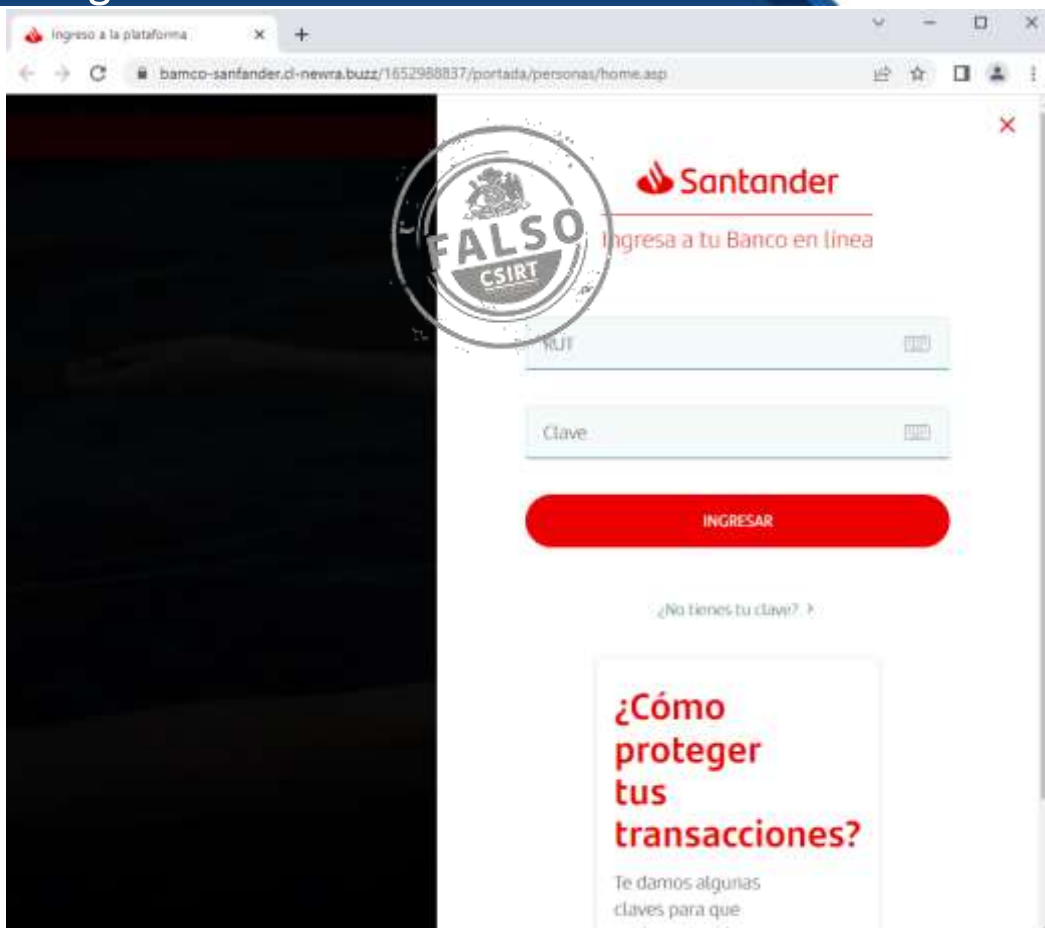 Ingreso a la plataforma
bamco-sanfander.cl-newra.buzz/1652988837/portada/personas/home.asp
Santander
Ingresa a tu Banco en línea
FALSO
CSIRT
RUT
Clave
INGRESAR
¿No tienes tu clave?
¿Cómo
proteger
tus
transacciones?
Te damos algunas
claves para que